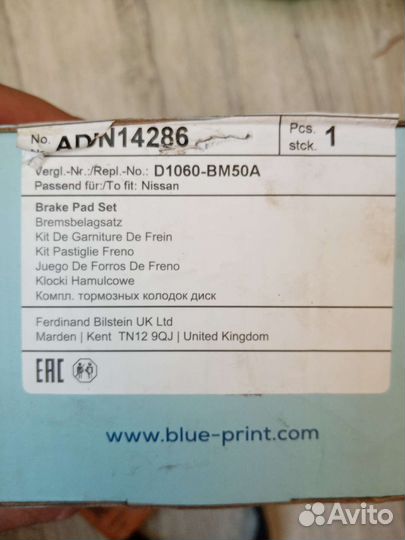 No. ADN14286
Pcs.
stck. 1
Vergl.-Nr.:/Repl.-No.: D1060-BM50A
Passend für:/To fit: Nissan
Brake Pad Set
Bremsbelagsatz
Kit De Garniture De Frein
Kit Pastiglie Freno
Juego De Forros De Freno
Klocki Hamulcowe
Компл. тормозных колодок диск
Ferdinand Bilstein UK Ltd
Marden | Kent TN12 9QJ | United Kingdom
EAC
www.blue-print.com
Avito